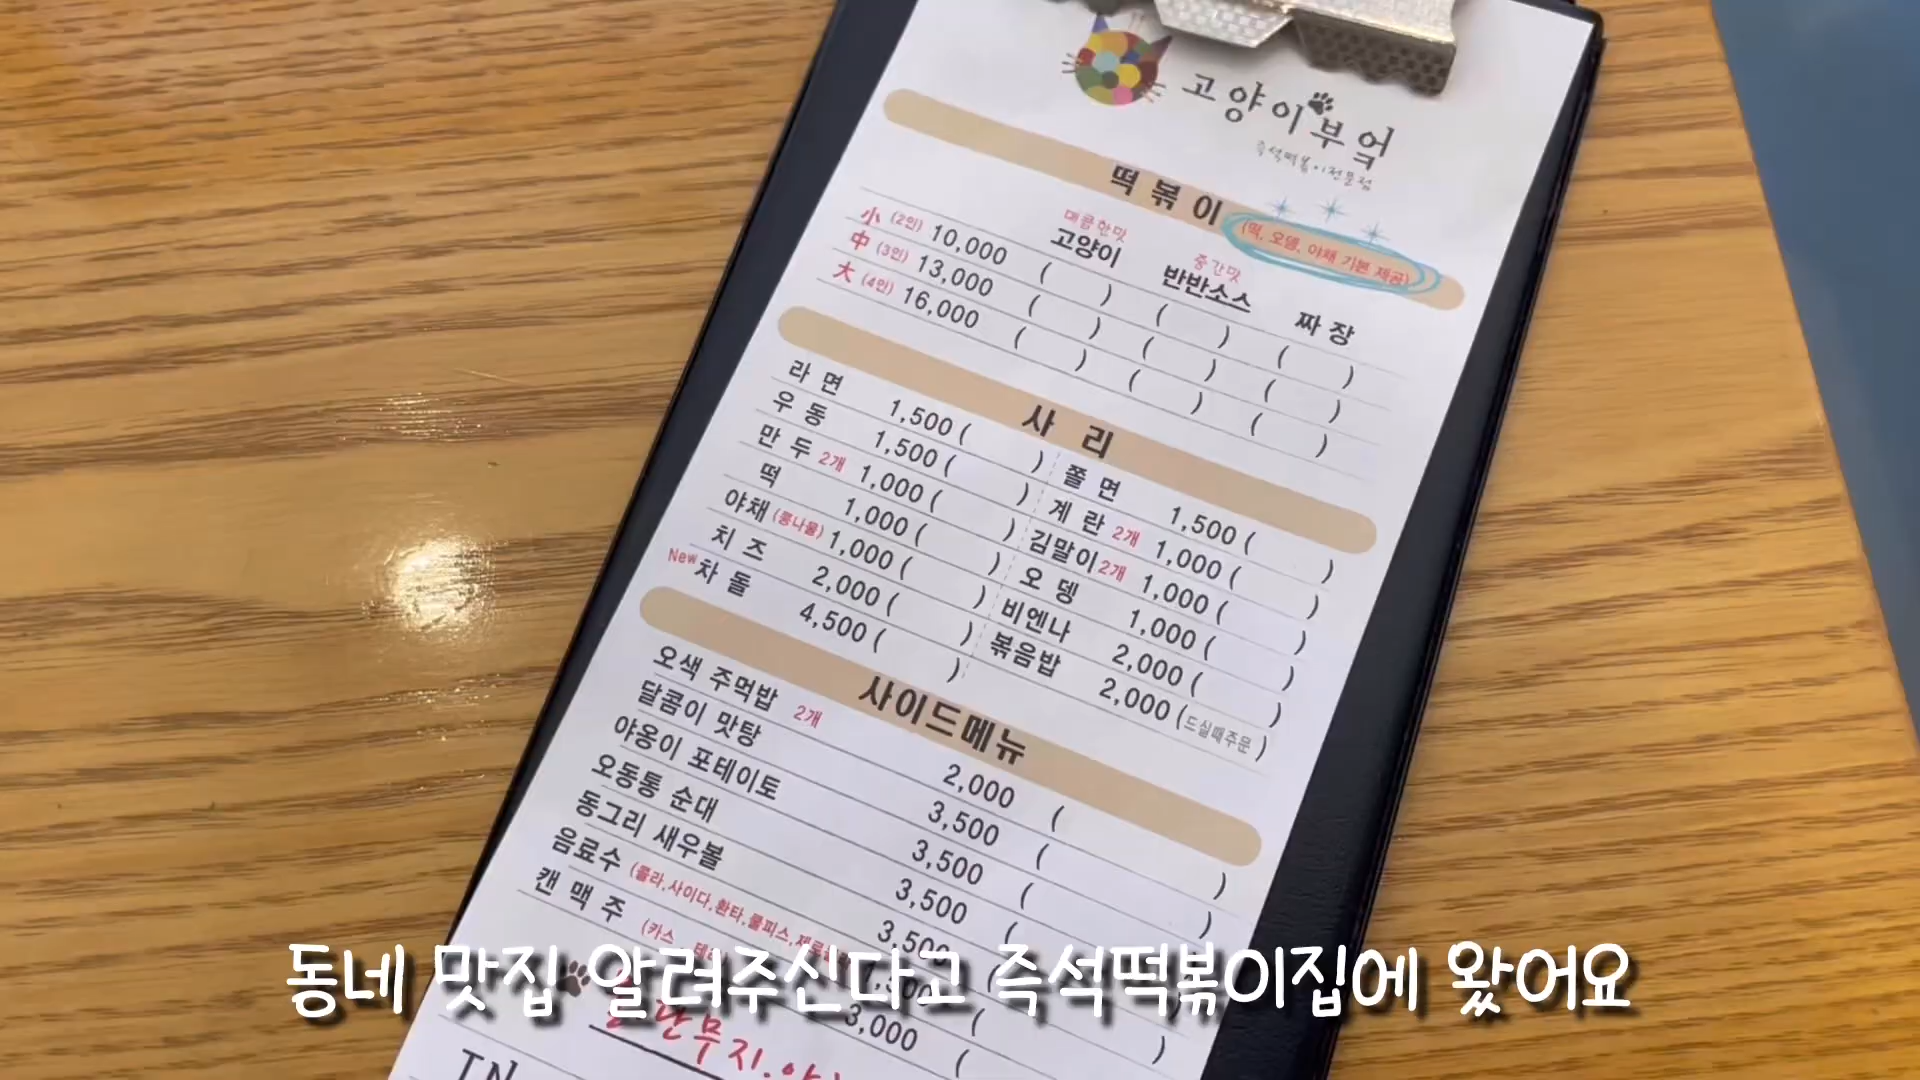 고양이부엌
즉석떡볶이전문점
떡볶이 (떡, 오뎅, 야채 기본 제공)
매콤한맛 중간맛
고양이 반반소스 짜장
小 (2인) 10,000 ( ) ( ) ( )
中 (3인) 13,000 ( ) ( ) ( )
大 (4인) 16,000 ( ) ( ) ( )
사리
라면 1,500 ( ) 쫄면 1,500 ( )
우동 1,500 ( ) 계란 2개 1,000 ( )
만두 2개 1,000 ( ) 김말이 2개 1,000 ( )
떡 1,000 ( ) 오뎅 1,000 ( )
야채 (콩나물) 1,000 ( ) 비엔나 2,000 ( )
치즈 2,000 ( ) 볶음밥 2,000 (드실때주문)
New 차돌 4,500 ( )
사이드메뉴
오색 주먹밥 2개 2,000 ( )
달콤이 맛탕 3,500 ( )
야옹이 포테이토 3,500 ( )
오동통 순대 3,500 ( )
동그리 새우볼 3,500 ( )
음료수 (콜라,사이다,환타,쿨피스, 1,500 ( )
캔맥주 (카스 3,000 (
단무지.
IN
동네 맛집 알려주신다고 즉석떡볶이집에 왔어요